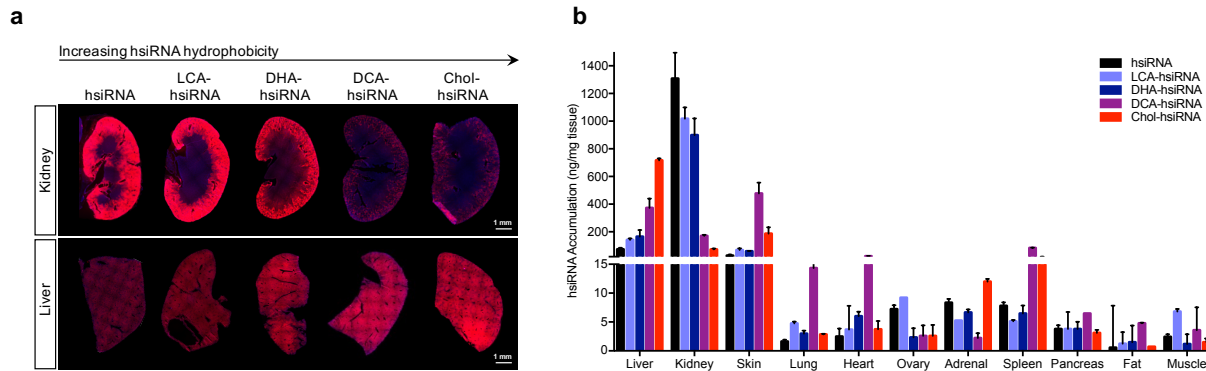 a
Increasing hsiRNA hydrophobicity
hsiRNA
LCA-
hsiRNA
DHA-
hsiRNA
DCA-
hsiRNA
Chol-
hsiRNA
Kidney
1 mm
Liver
1 mm
b
hsiRNA Accumulation (ng/mg tissue)
1400
1200
1000
800
600
400
200
15
10
5
0
Liver
Kidney
Skin
Lung
Heart
Ovary
Adrenal
Spleen
Pancreas
Fat
Muscle
hsiRNA
LCA-hsiRNA
DHA-hsiRNA
DCA-hsiRNA
Chol-hsiRNA